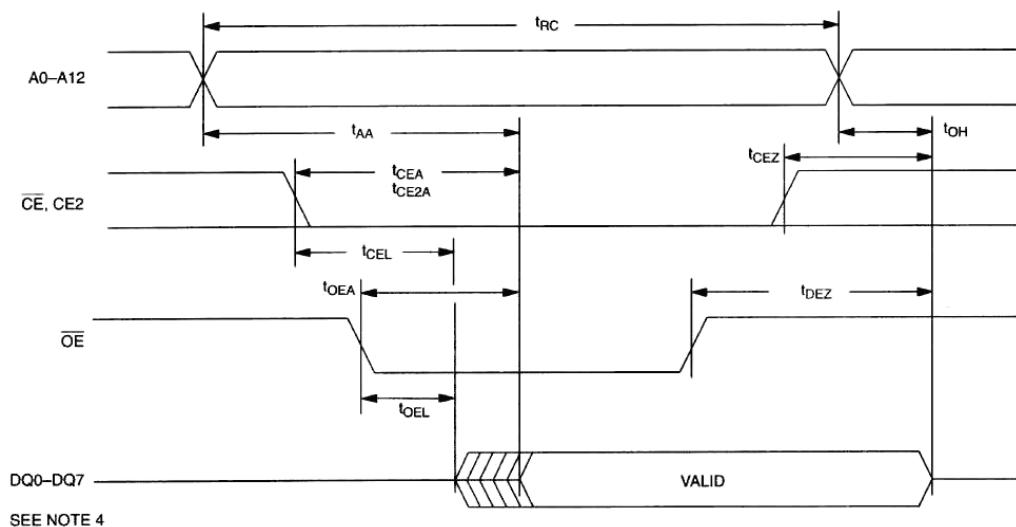 tRC
A0–A12
tAA
tOH
tCEZ
tCEA
tCE2A
CE, CE2
tCEL
tOEA
tDEZ
OE
tOEL
DQ0–DQ7
VALID
SEE NOTE 4